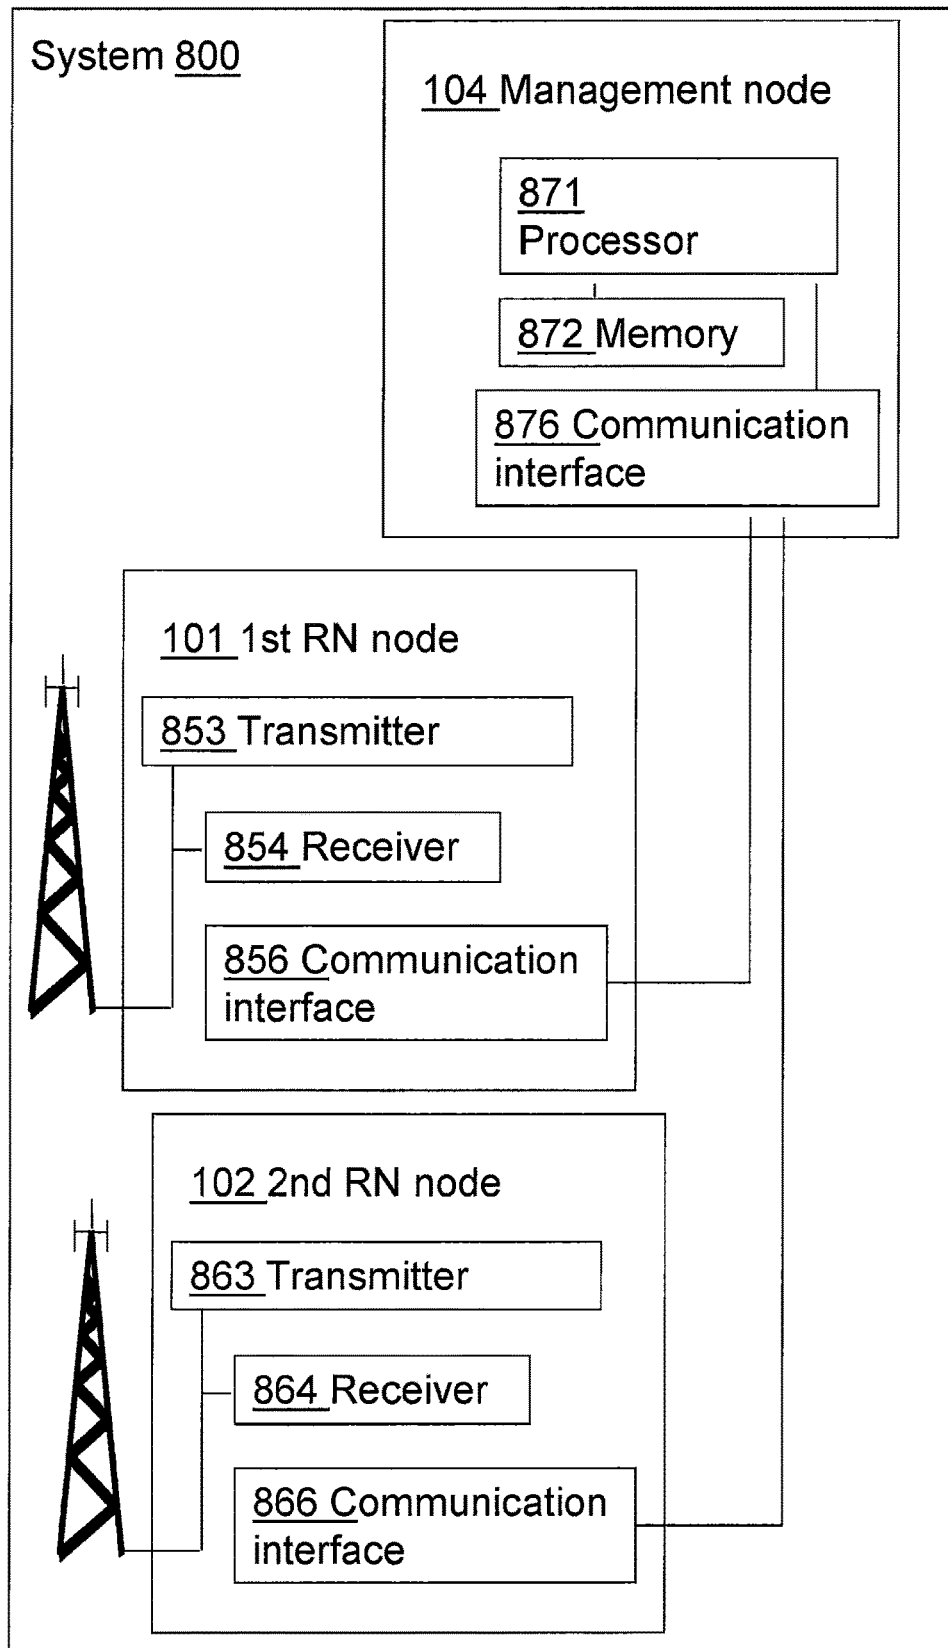 System 800
104 Management node
871
Processor
872 Memory
876 Communication
interface
101 1st RN node
853 Transmitter
854 Receiver
856 Communication
interface
102 2nd RN node
863 Transmitter
864 Receiver
866 Communication
interface